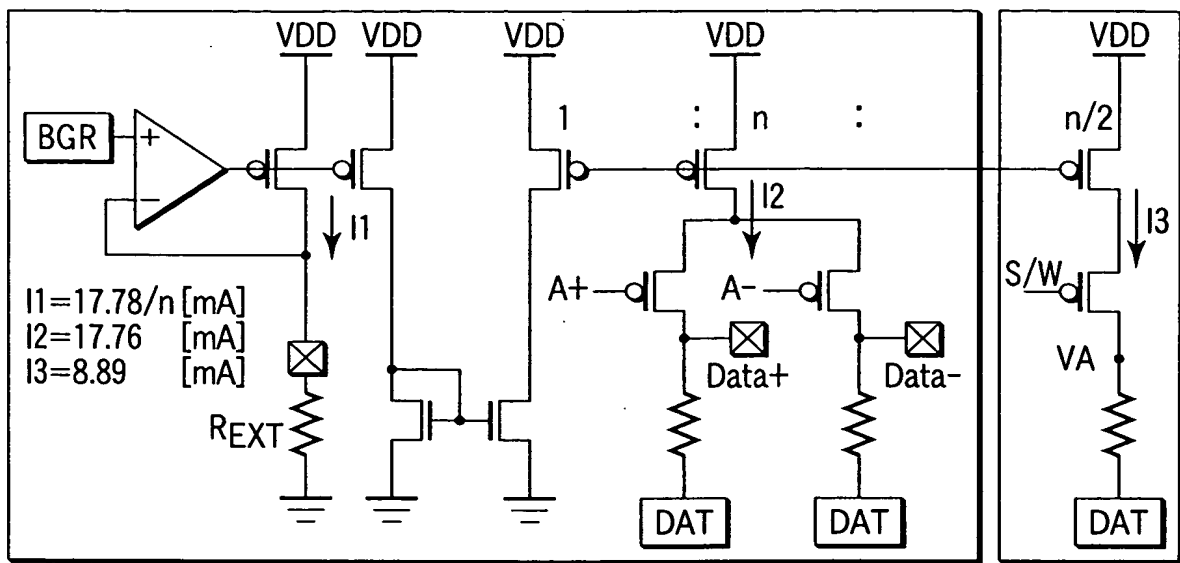 VDD VDD VDD VDD VDD
1 : n : n/2
BGR + −
I1 I2 I3
A+ A- S/W
I1=17.78/n [mA]
I2=17.76 [mA]
I3=8.89 [mA]
Data+ Data- VA
REXT
DAT DAT DAT